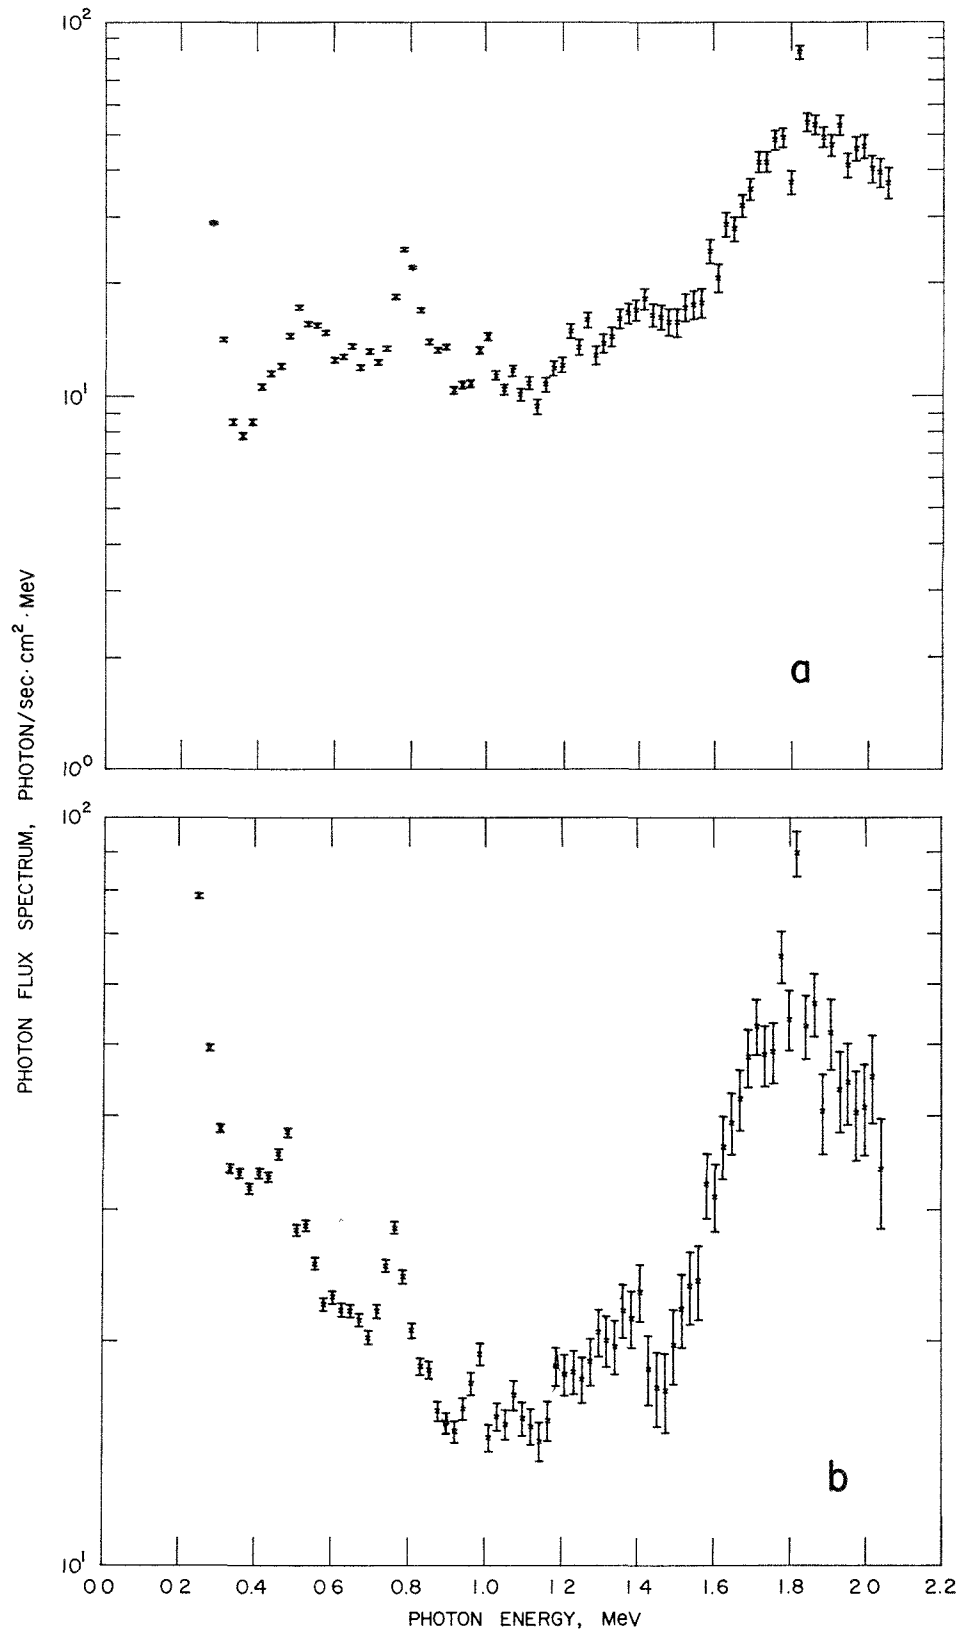 10²
10¹
a
10⁰
PHOTON FLUX SPECTRUM, PHOTON/sec·cm²·MeV
10²
b
10¹
0.0 0.2 0.4 0.6 0.8 1.0 1.2 1.4 1.6 1.8 2.0 2.2
PHOTON ENERGY, MeV